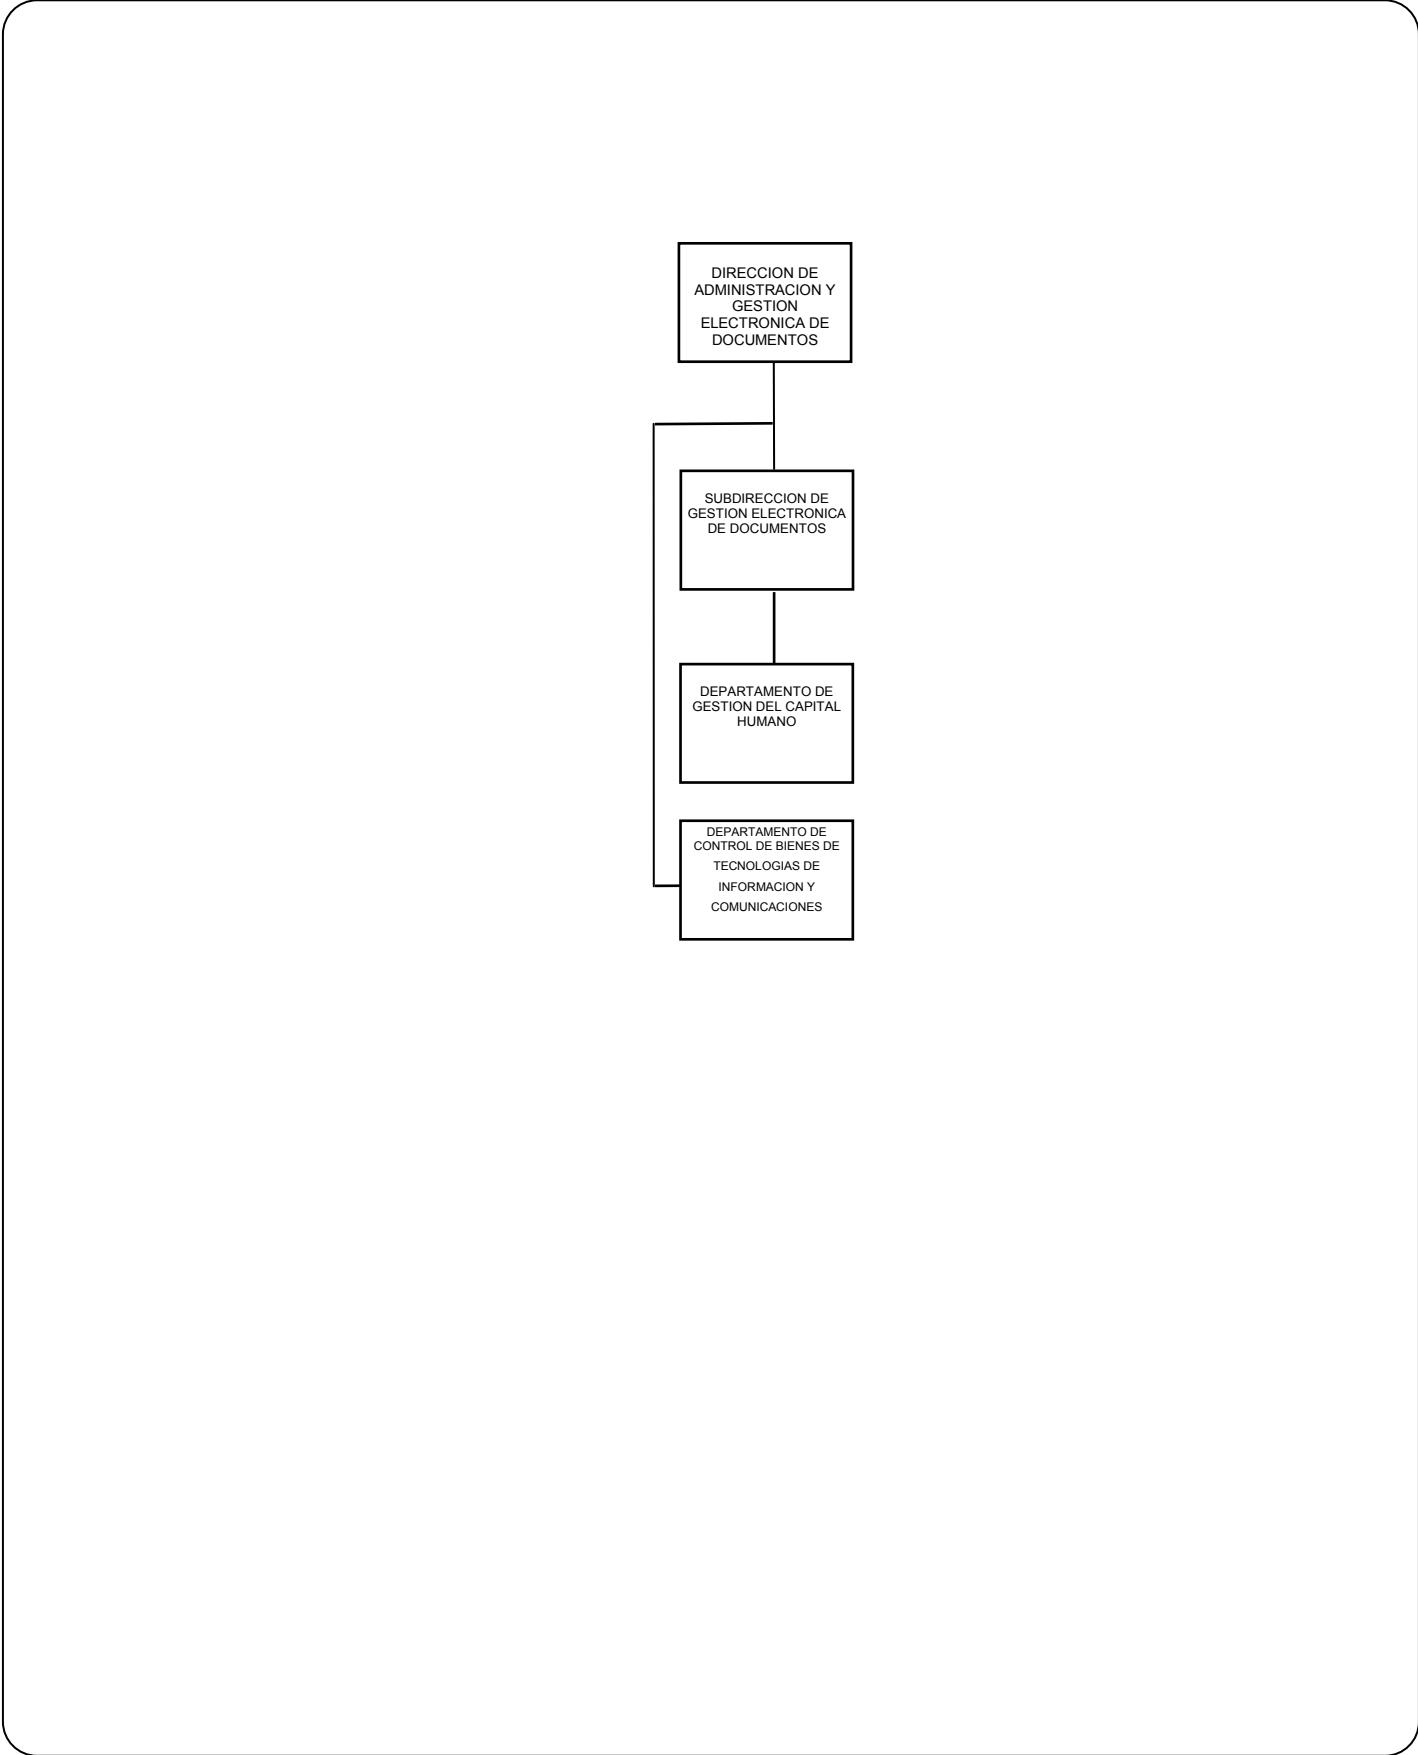 DIRECCION DE
ADMINISTRACION Y
GESTION
ELECTRONICA DE
DOCUMENTOS
SUBDIRECCION DE
GESTION ELECTRONICA
DE DOCUMENTOS
DEPARTAMENTO DE
GESTION DEL CAPITAL
HUMANO
DEPARTAMENTO DE
CONTROL DE BIENES DE
TECNOLOGIAS DE
INFORMACION Y
COMUNICACIONES